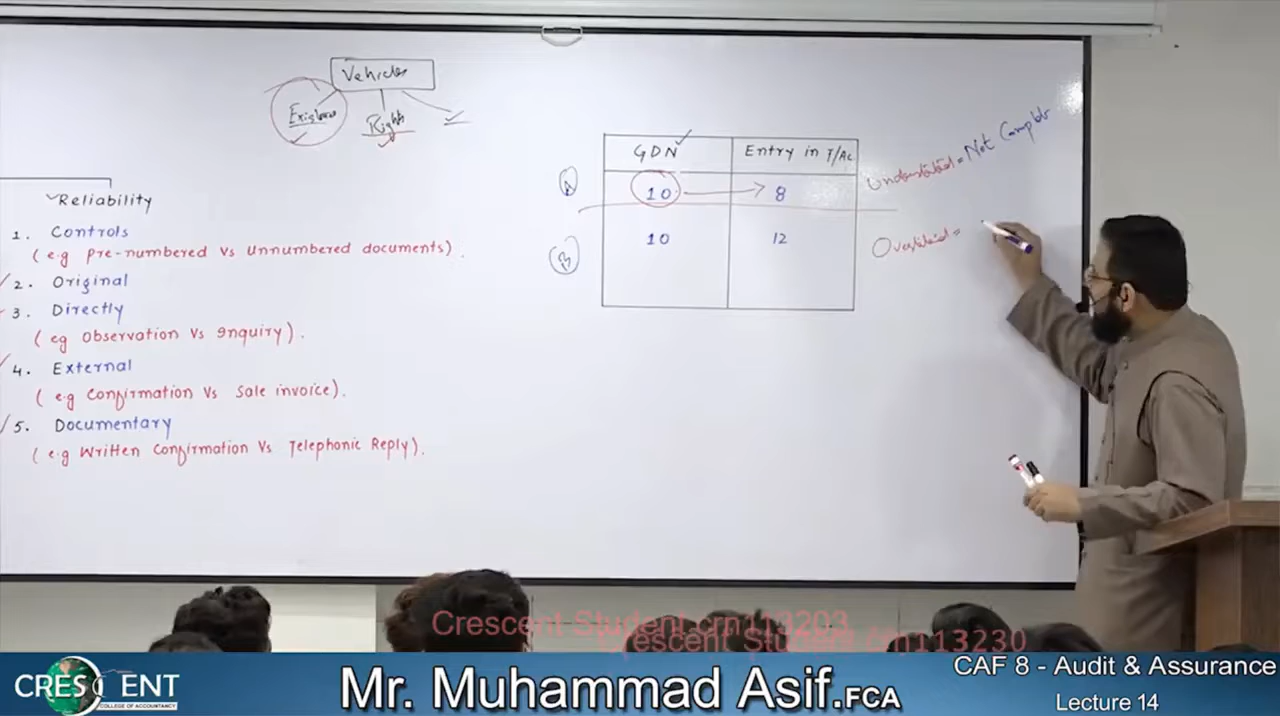 Vehicles
Existence
Rights
Reliability
1. Controls
(e.g Pre-numbered vs unnumbered documents).
2. Original
3. Directly
(eg Observation Vs Inquiry).
4. External
(e.g Confirmation Vs Sale invoice).
5. Documentary
(e.g Written Confirmation Vs Telephonic Reply).
GDN Entry in T/Ac
A 10 8 Understated = Not Complete
B 10 12 Overstated =
Crescent Student crn113203
Crescent Student crn113230
CRESCENT
COLLEGE OF ACCOUNTANCY
Mr. Muhammad Asif.FCA
CAF 8 - Audit & Assurance
Lecture 14